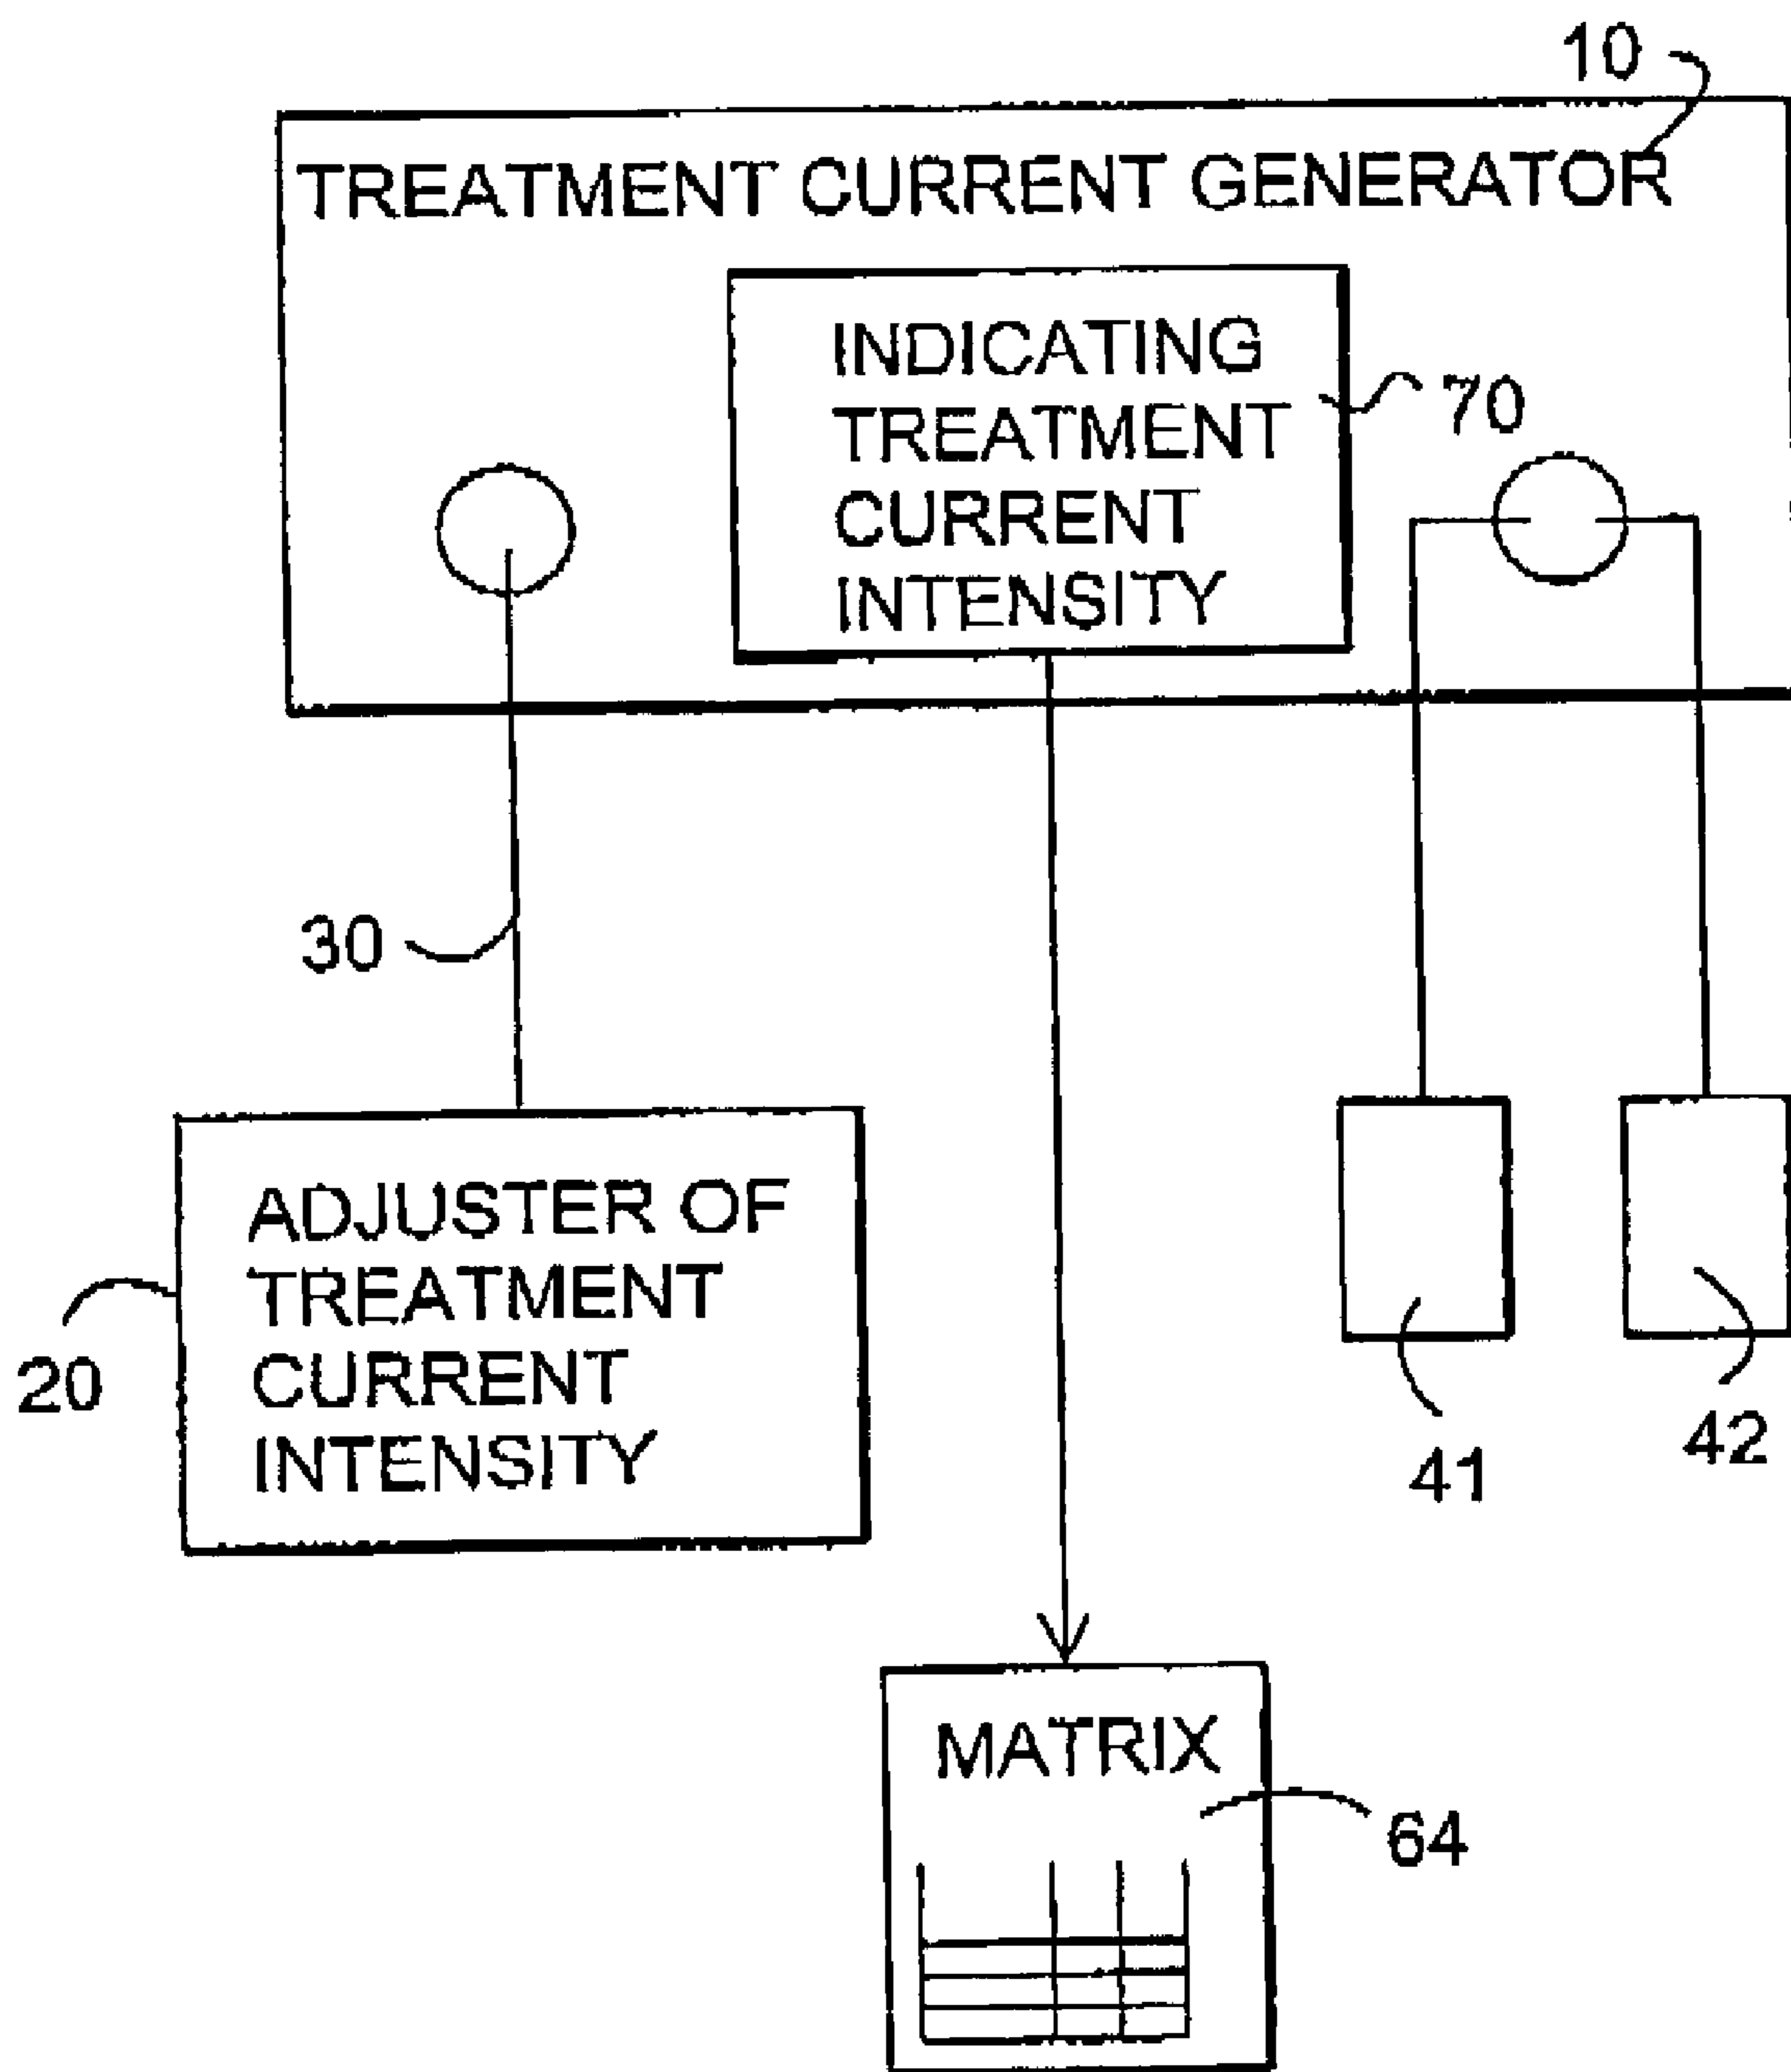 10
TREATMENT CURRENT GENERATOR
INDICATING
TREATMENT
CURRENT
INTENSITY
70
30
ADJUSTER OF
TREATMENT
CURRENT
INTENSITY
20
41
42
MATRIX
64